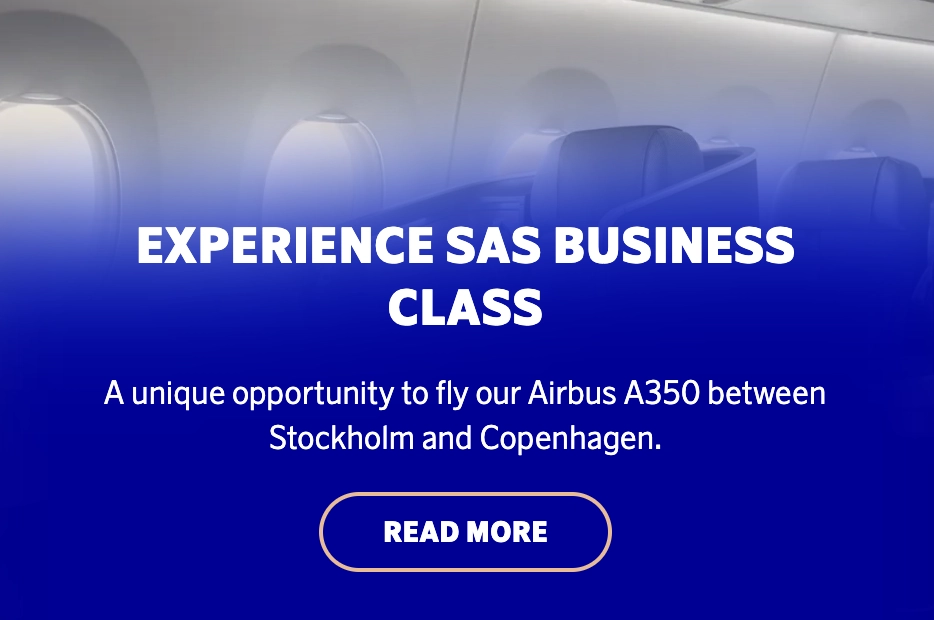 EXPERIENCE SAS BUSINESS
CLASS
A unique opportunity to fly our Airbus A350 between
Stockholm and Copenhagen.
READ MORE